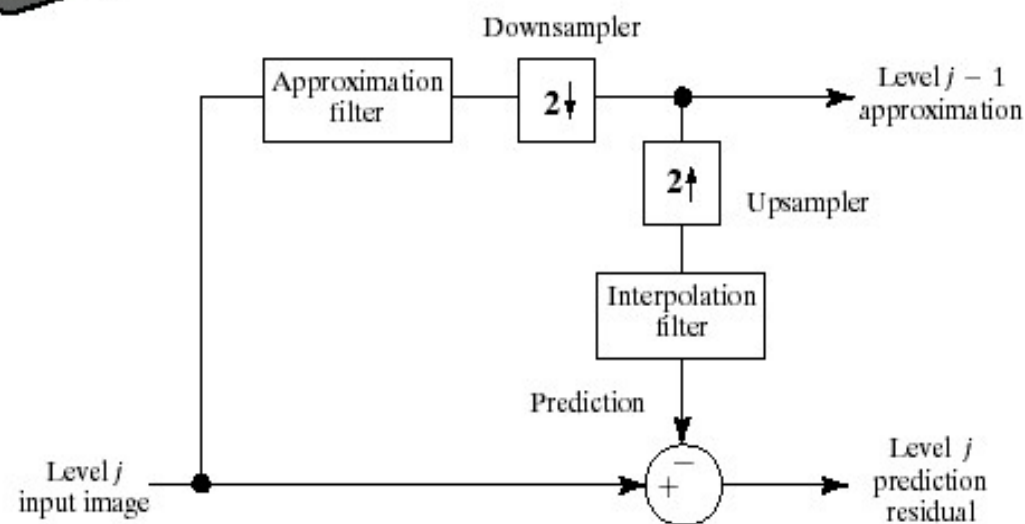 Downsampler
Approximation
filter
2↓
Level j − 1
approximation
2↑
Upsampler
Interpolation
filter
Prediction
Level j
input image
−
+
Level j
prediction
residual